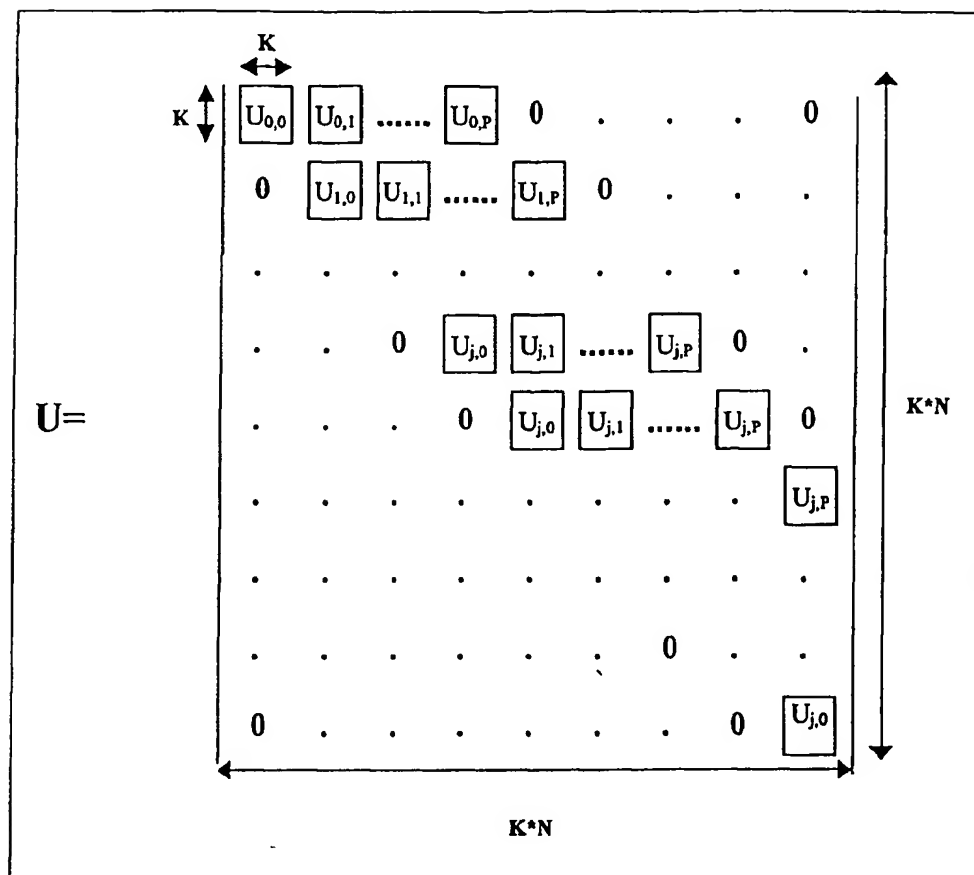 K
K U₀,₀ U₀,₁ ...... U₀,P 0 . . . 0
0 U₁,₀ U₁,₁ ...... U₁,P 0 . . .
. . . . . . . . .
. . 0 Uj,₀ Uj,₁ ...... Uj,P 0 .
U= . . . 0 Uj,₀ Uj,₁ ...... Uj,P 0 K*N
. . . . . . . . Uj,P
. . . . . . . . .
. . . . . . 0 . .
0 . . . . . . 0 Uj,₀
K*N